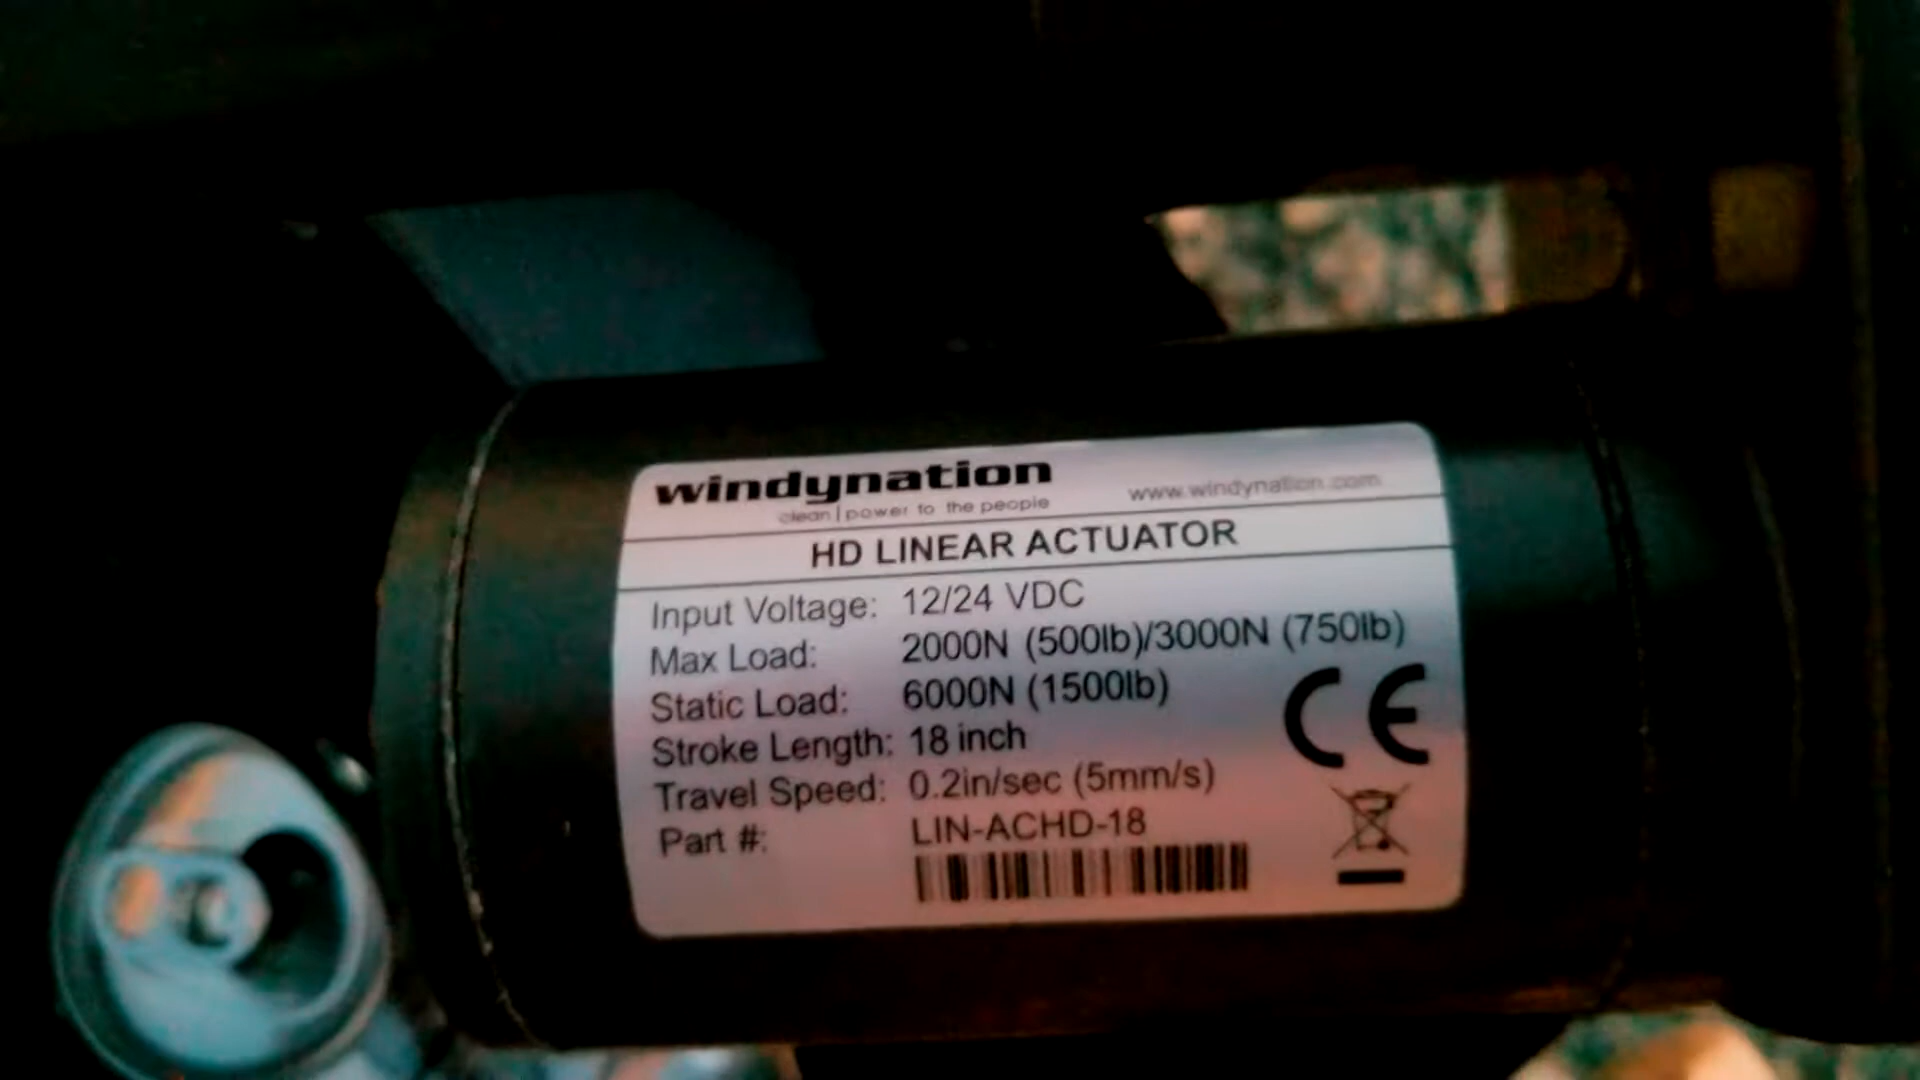 windynation
clean | power to the people
www.windynation.com
HD LINEAR ACTUATOR
Input Voltage: 12/24 VDC
Max Load: 2000N (500lb)/3000N (750lb)
Static Load: 6000N (1500lb)
Stroke Length: 18 inch
Travel Speed: 0.2in/sec (5mm/s)
Part #: LIN-ACHD-18
CE